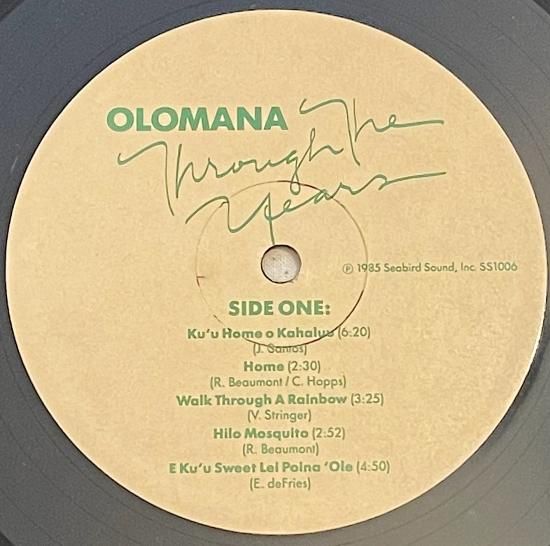 OLOMANA The
Through
Years
℗ 1985 Seabird Sound, Inc. SS1006
SIDE ONE:
Ku'u Home o Kahaluu (6:20)
(J. Santos)
Home (2:30)
(R. Beaumont / C. Hopps)
Walk Through A Rainbow (3:25)
(V. Stringer)
Hilo Mosquito (2:52)
(R. Beaumont)
E Ku'u Sweet Lei Poina 'Ole (4:50)
(E. deFries)